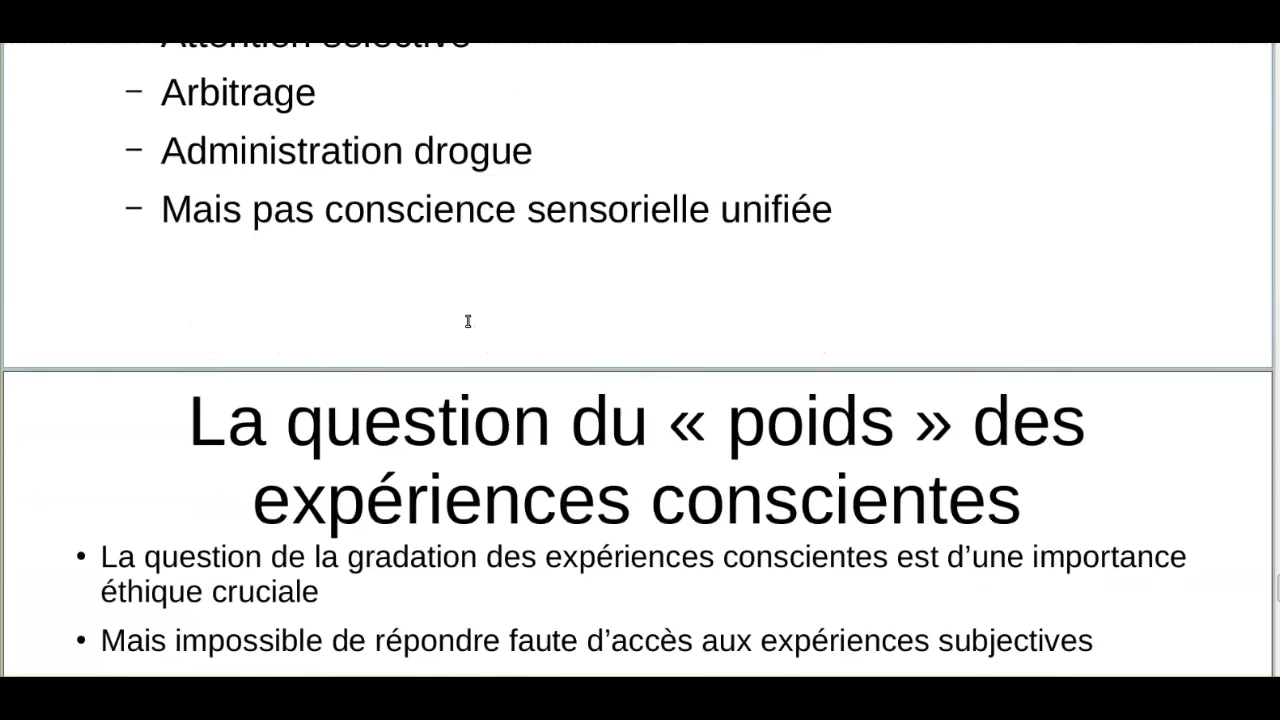 – Attention sélective
– Arbitrage
– Administration drogue
– Mais pas conscience sensorielle unifiée
La question du « poids » des
expériences conscientes
• La question de la gradation des expériences conscientes est d’une importance
éthique cruciale
• Mais impossible de répondre faute d’accès aux expériences subjectives